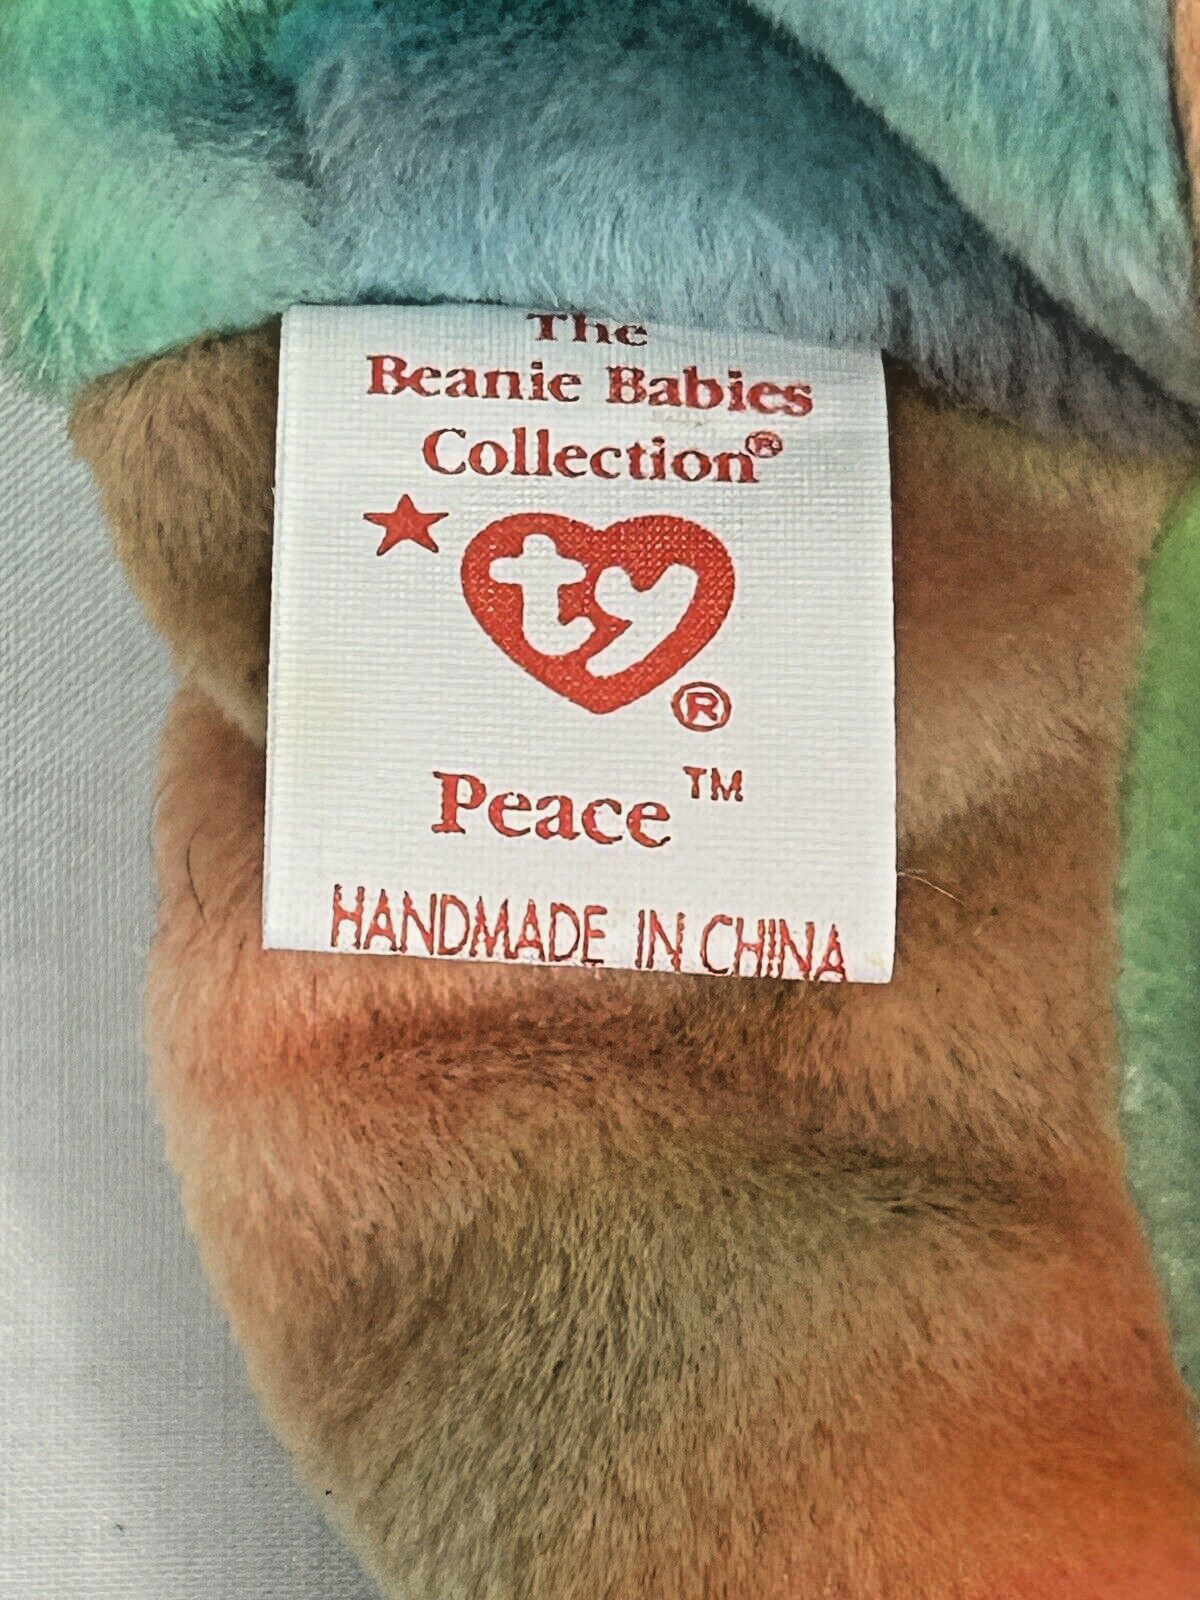 The
Beanie Babies
Collection®
ty
®
Peace™
HANDMADE IN CHINA